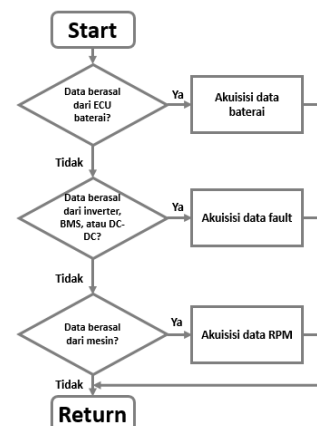 Start
Data berasal
dari ECU
baterai?
Ya
Akuisisi data
baterai
Tidak
Data berasal
dari inverter,
BMS, atau DC-
DC?
Ya
Akuisisi data fault
Tidak
Data berasal
dari mesin?
Ya
Akuisisi data RPM
Tidak
Return